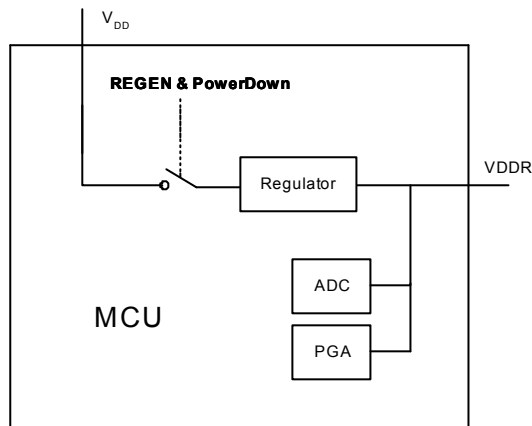 VDD
REGEN & PowerDown
Regulator
VDDR
ADC
MCU
PGA